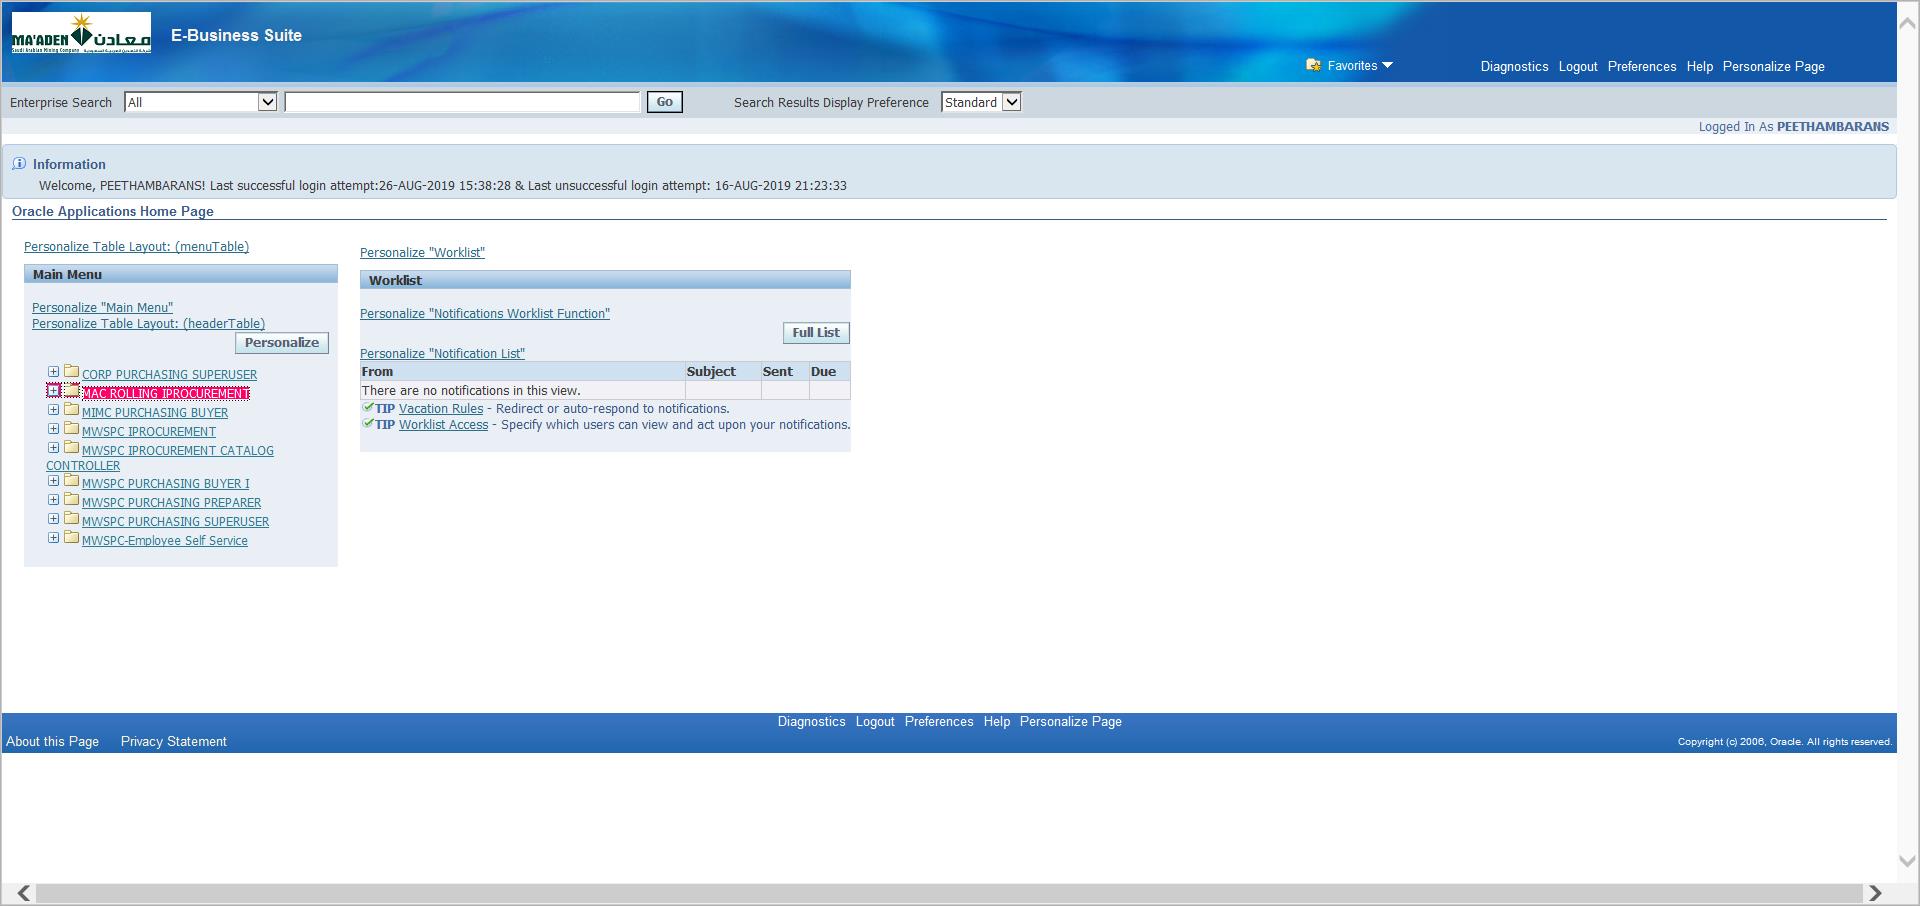 MA'ADEN معادن
Saudi Arabian Mining Company
E-Business Suite
Favorites
Diagnostics Logout Preferences Help Personalize Page
Enterprise Search All Go Search Results Display Preference Standard
Logged In As PEETHAMBARANS
Information
Welcome, PEETHAMBARANS! Last successful login attempt:26-AUG-2019 15:38:28 & Last unsuccessful login attempt: 16-AUG-2019 21:23:33
Oracle Applications Home Page
Personalize Table Layout: (menuTable)
Main Menu
Personalize "Main Menu"
Personalize Table Layout: (headerTable)
Personalize
CORP PURCHASING SUPERUSER
MAC ROLLING IPROCUREMENT
MIMC PURCHASING BUYER
MWSPC IPROCUREMENT
MWSPC IPROCUREMENT CATALOG
CONTROLLER
MWSPC PURCHASING BUYER I
MWSPC PURCHASING PREPARER
MWSPC PURCHASING SUPERUSER
MWSPC-Employee Self Service
Personalize "Worklist"
Worklist
Personalize "Notifications Worklist Function"
Full List
Personalize "Notification List"
From Subject Sent Due
There are no notifications in this view.
TIP Vacation Rules - Redirect or auto-respond to notifications.
TIP Worklist Access - Specify which users can view and act upon your notifications.
Diagnostics Logout Preferences Help Personalize Page
About this Page Privacy Statement
Copyright (c) 2006, Oracle. All rights reserved.